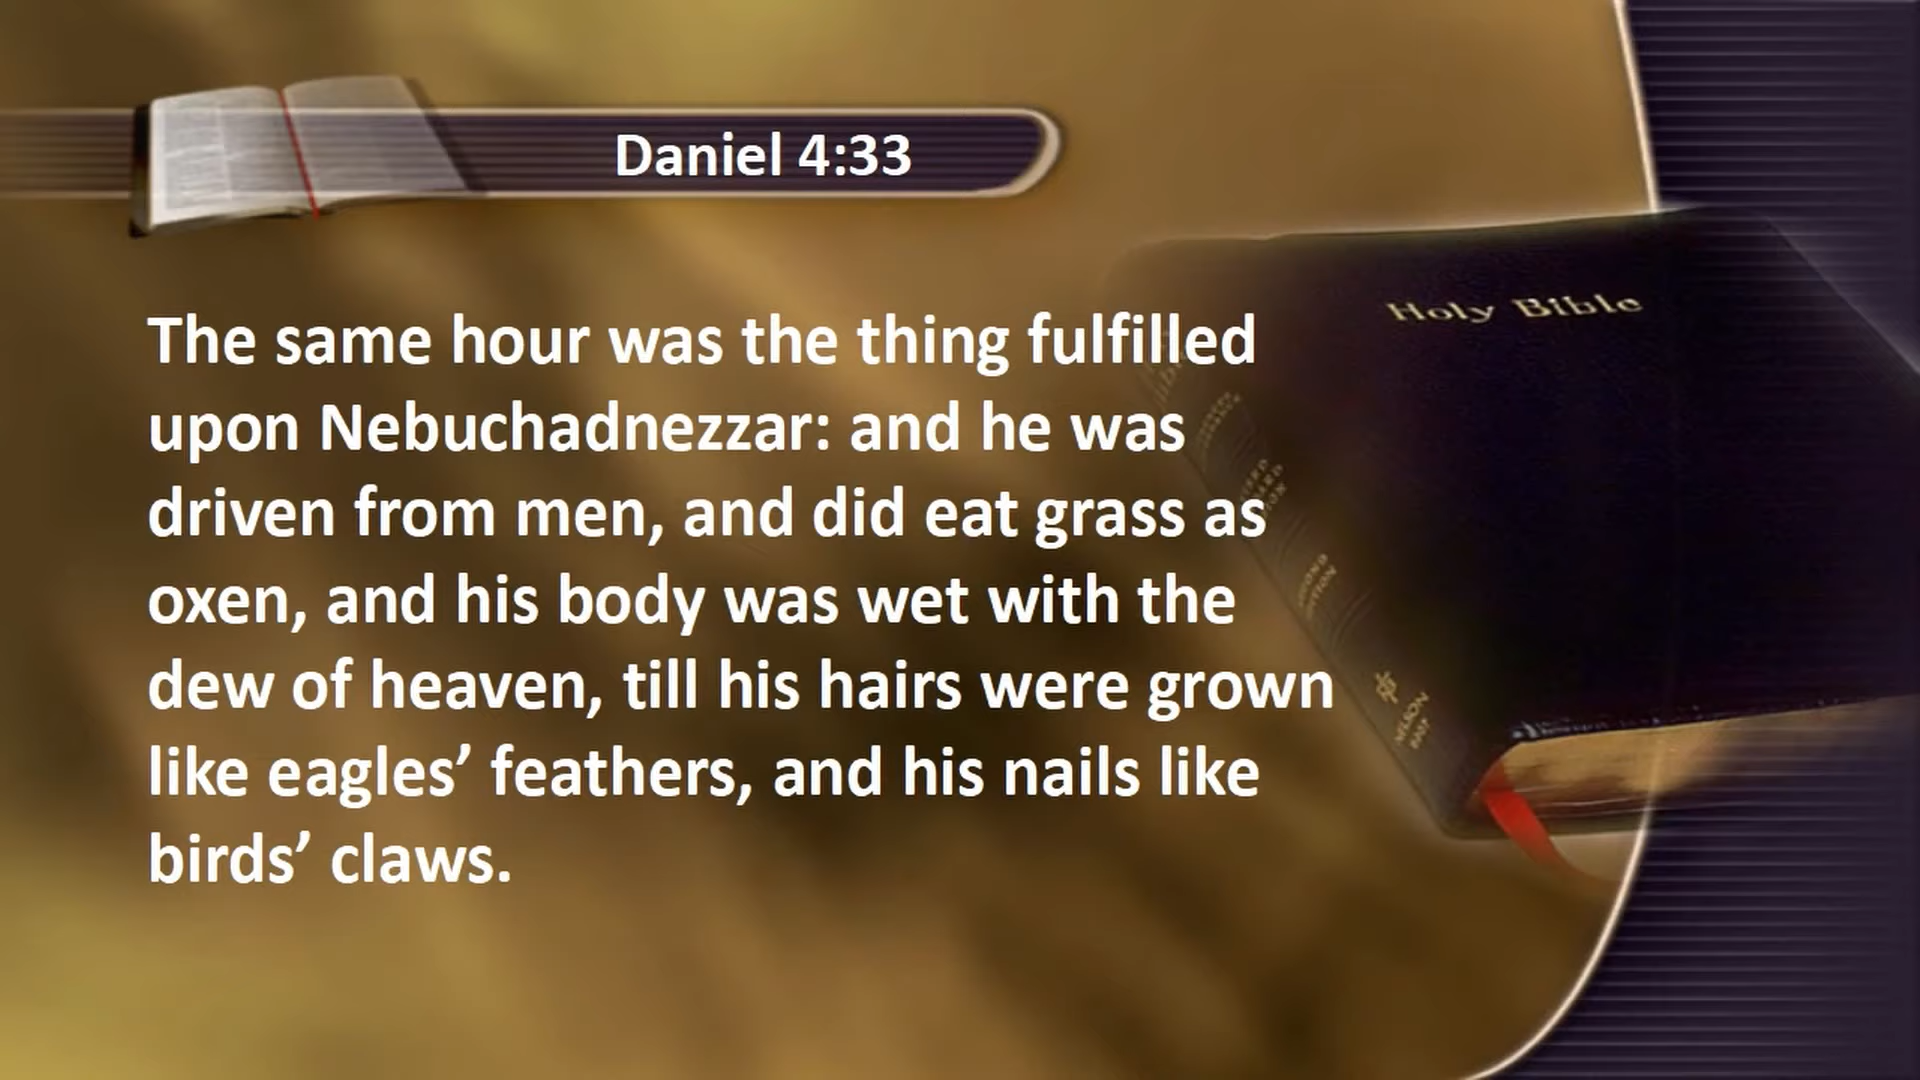 Daniel 4:33
Holy Bible
The same hour was the thing fulfilled
upon Nebuchadnezzar: and he was
driven from men, and did eat grass as
oxen, and his body was wet with the
dew of heaven, till his hairs were grown
like eagles’ feathers, and his nails like
birds’ claws.
NELSON